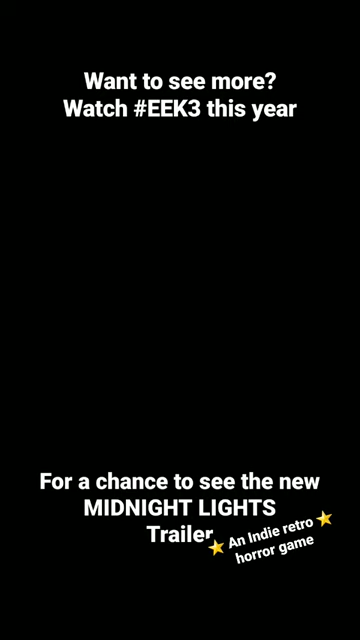 Want to see more?
Watch #EEK3 this year
For a chance to see the new
MIDNIGHT LIGHTS
Trailer
⭐ An Indie retro ⭐
horror game